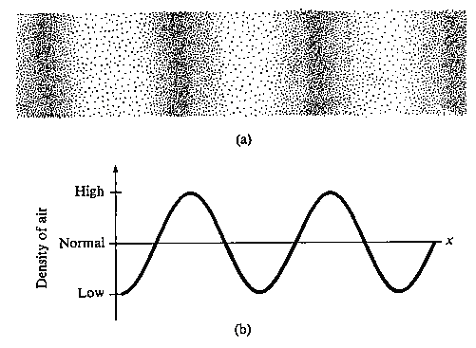 (a)
High
Density of air
Normal
x
Low
(b)